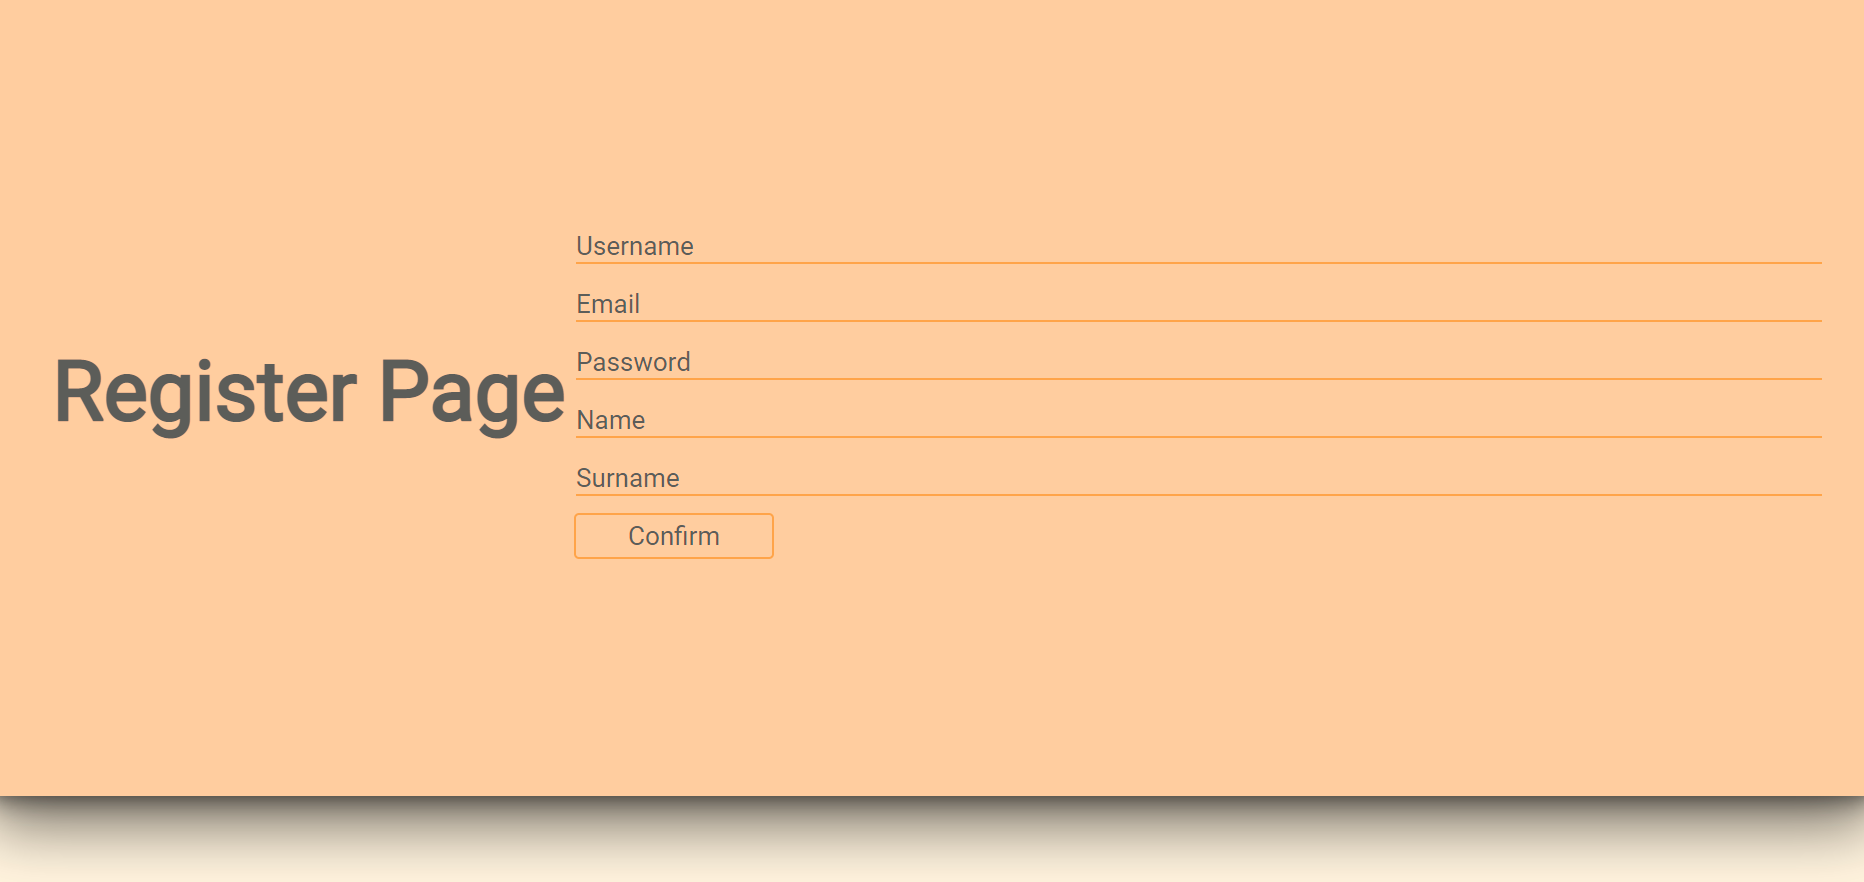 Register Page
Username
Email
Password
Name
Surname
Confirm